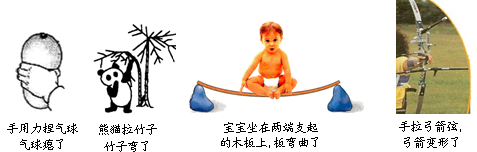 手用力捏气球
气球瘪了
熊猫拉竹子
竹子弯了
宝宝坐在两端支起
的木板上,板弯曲了
手拉弓箭弦,
弓箭变形了